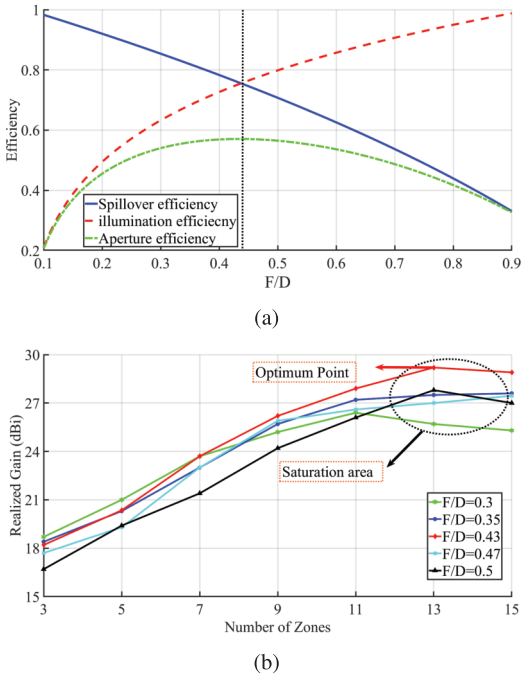 1
0.8
Efficiency
0.6
0.4
0.2
Spillover efficiency
illumination efficiecny
Aperture efficiency
0.1 0.2 0.3 0.4 0.5 0.6 0.7 0.8 0.9
F/D
(a)
30
27
24
21
18
15
Realized Gain (dBi)
Optimum Point
Saturation area
F/D=0.3
F/D=0.35
F/D=0.43
F/D=0.47
F/D=0.5
3 5 7 9 11 13 15
Number of Zones
(b)